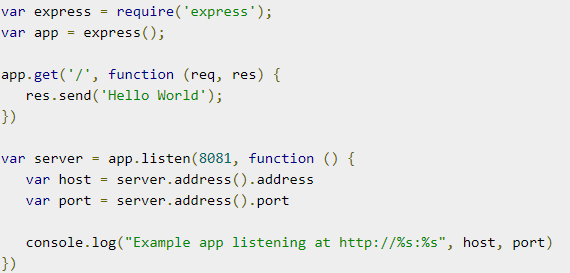 var express = require('express');
var app = express();

app.get('/', function (req, res) {
   res.send('Hello World');
})

var server = app.listen(8081, function () {
   var host = server.address().address
   var port = server.address().port

   console.log("Example app listening at http://%s:%s", host, port)
})